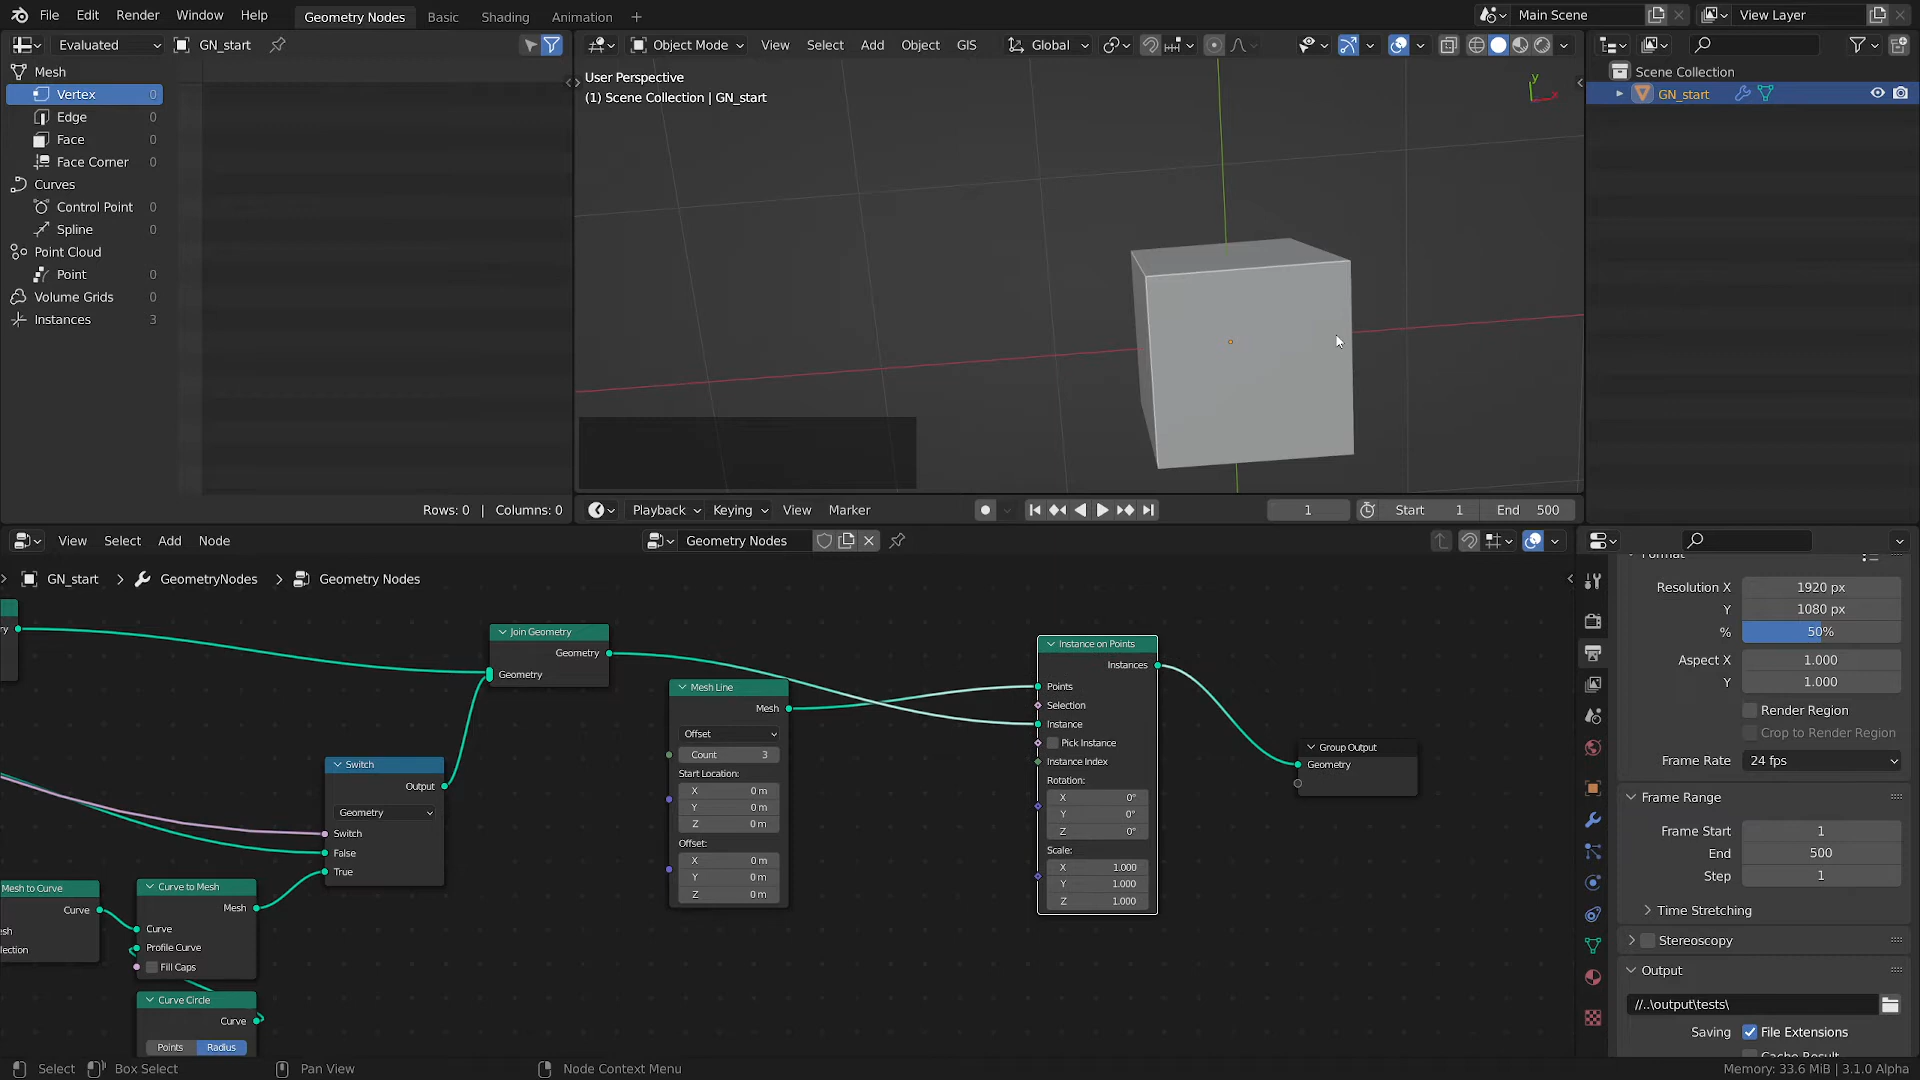 File Edit Render Window Help Geometry Nodes Basic Shading Animation + Main Scene View Layer
Evaluated GN_start
Object Mode View Select Add Object GIS Global
Mesh
Vertex 0
Edge 0
Face 0
Face Corner 0
Curves
Control Point 0
Spline 0
Point Cloud
Point 0
Volume Grids 0
Instances 3
Rows: 0 | Columns: 0
User Perspective
(1) Scene Collection | GN_start
y
x
Playback Keying View Marker 1 Start 1 End 500
Scene Collection
GN_start
View Select Add Node Geometry Nodes
GN_start > GeometryNodes > Geometry Nodes
ry
Join Geometry
Geometry
Geometry
Mesh Line
Mesh
Offset
Count 3
Start Location:
X 0 m
Y 0 m
Z 0 m
Offset:
X 0 m
Y 0 m
Z 0 m
Instance on Points
Instances
Points
Selection
Instance
Pick Instance
Instance Index
Rotation:
X 0°
Y 0°
Z 0°
Scale:
X 1.000
Y 1.000
Z 1.000
Group Output
Geometry
Switch
Output
Geometry
Switch
False
True
Mesh to Curve
Curve
esh
lection
Curve to Mesh
Mesh
Curve
Profile Curve
Fill Caps
Curve Circle
Curve
Points Radius
Format
Resolution X 1920 px
Y 1080 px
% 50%
Aspect X 1.000
Y 1.000
Render Region
Crop to Render Region
Frame Rate 24 fps
Frame Range
Frame Start 1
End 500
Step 1
Time Stretching
Stereoscopy
Output
//..\output\tests\
Saving File Extensions
Cache Result
Select Box Select Pan View Node Context Menu Memory: 33.6 MiB | 3.1.0 Alpha